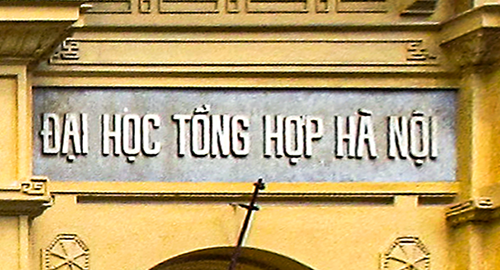 ĐẠI HỌC TỔNG HỢP HÀ NỘI